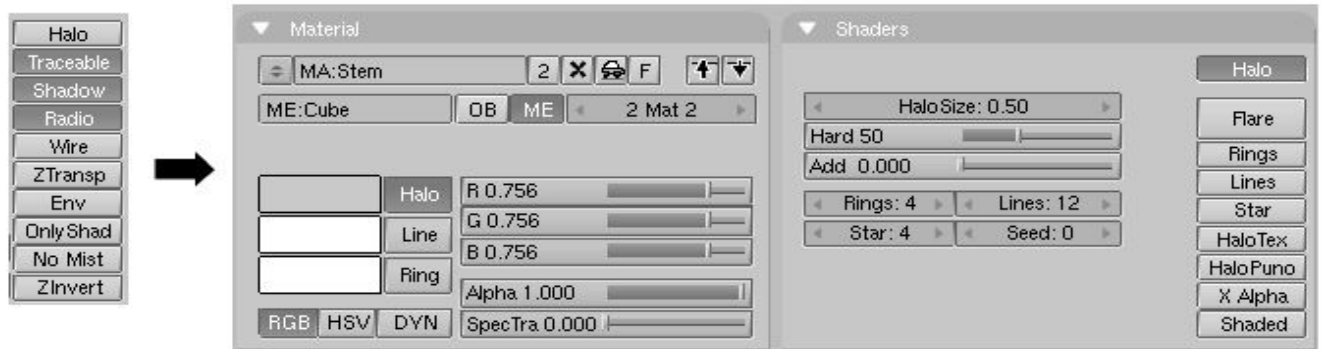 Halo
Traceable
Shadow
Radio
Wire
ZTransp
Env
OnlyShad
No Mist
ZInvert
Material
MA:Stem 2 F
ME:Cube OB ME 2 Mat 2
Halo R 0.756
Line G 0.756
B 0.756
Ring
Alpha 1.000
RGB HSV DYN SpecTra 0.000
Shaders
Halo
HaloSize: 0.50
Flare
Hard 50
Rings
Add 0.000
Lines
Rings: 4 Lines: 12
Star
Star: 4 Seed: 0
HaloTex
HaloPuno
X Alpha
Shaded